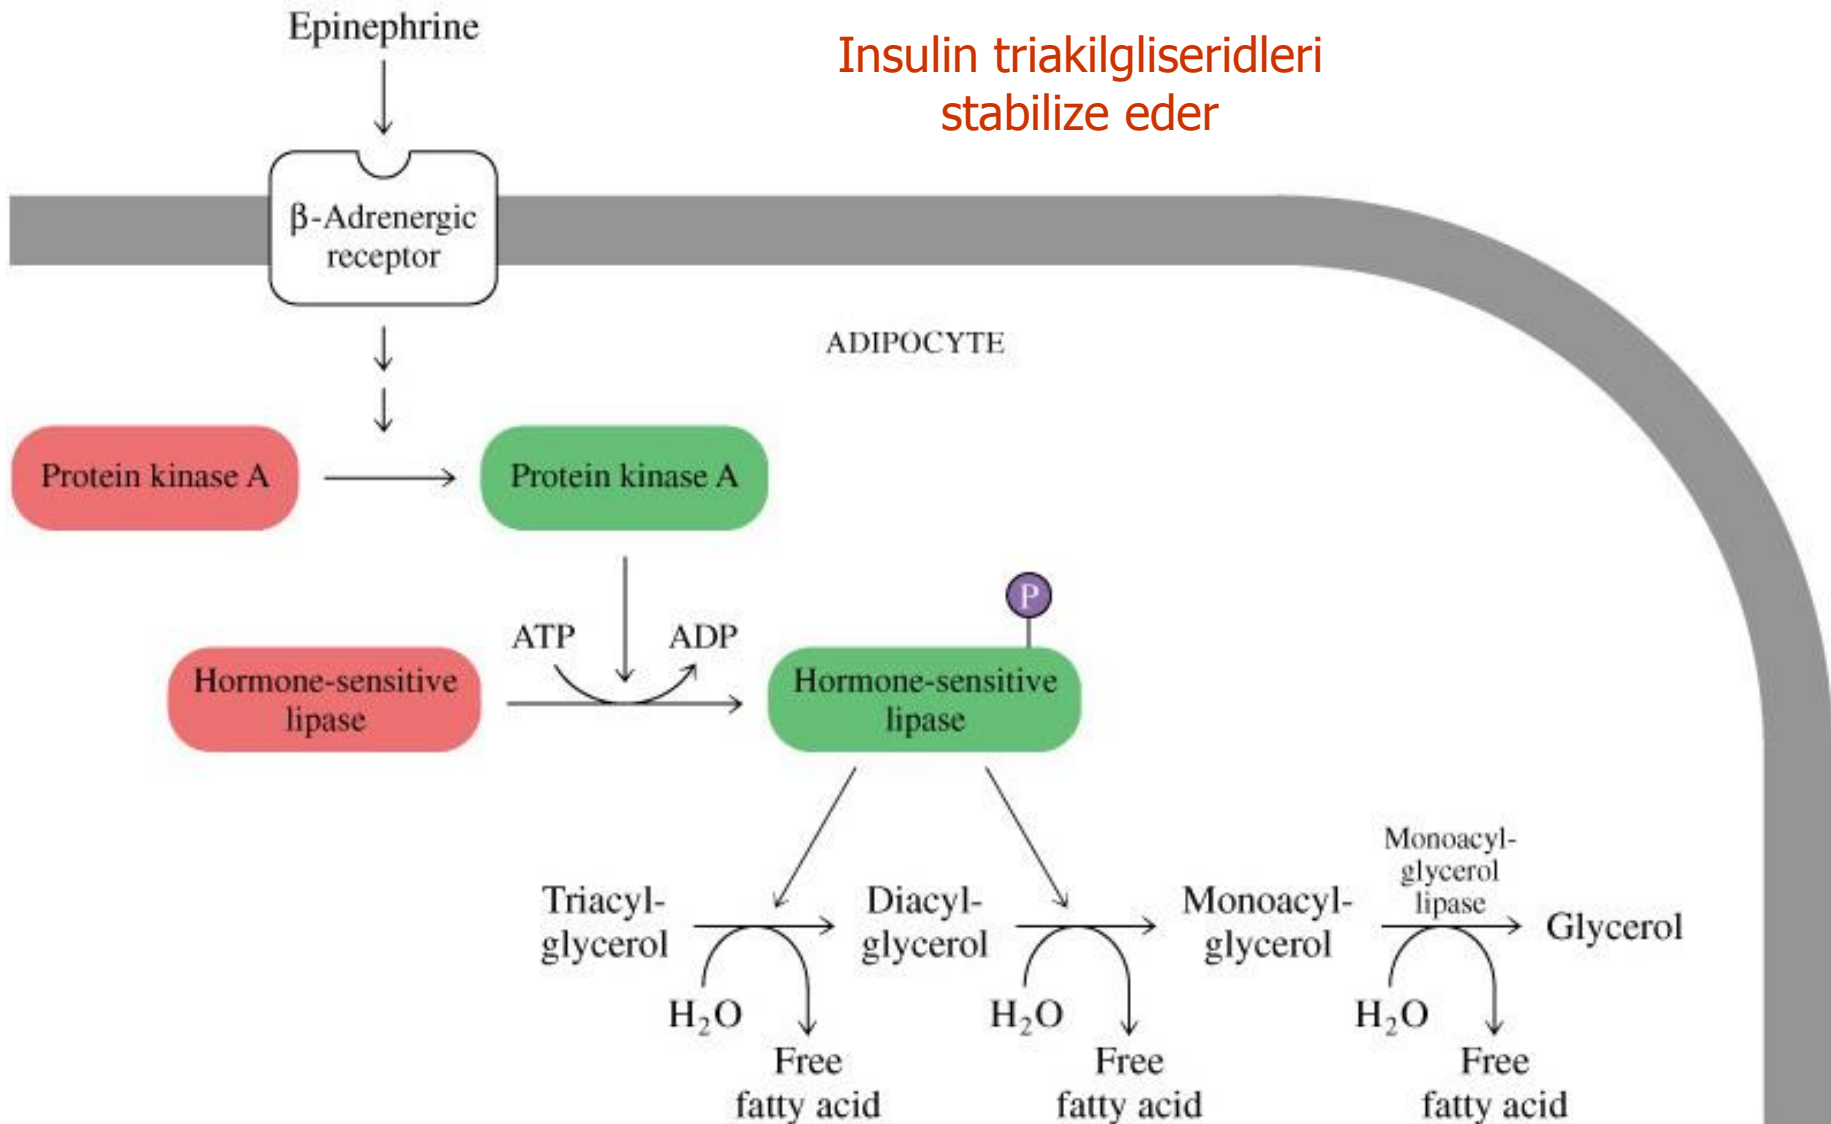 Epinephrine
Insulin triakilgliseridleri
stabilize eder
β-Adrenergic
receptor
ADIPOCYTE
Protein kinase A
Protein kinase A
P
ATP
ADP
Hormone-sensitive
lipase
Hormone-sensitive
lipase
Triacyl-
glycerol
Diacyl-
glycerol
Monoacyl-
glycerol
Monoacyl-
glycerol
lipase
Glycerol
H₂O
H₂O
H₂O
Free
fatty acid
Free
fatty acid
Free
fatty acid